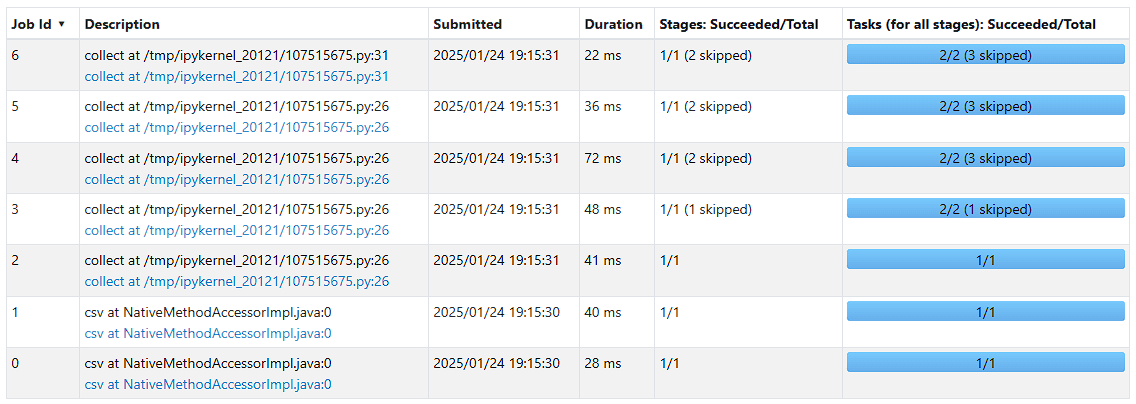 Job Id ▾ Description Submitted Duration Stages: Succeeded/Total Tasks (for all stages): Succeeded/Total
6 collect at /tmp/ipykernel_20121/107515675.py:31 2025/01/24 19:15:31 22 ms 1/1 (2 skipped) 2/2 (3 skipped)
collect at /tmp/ipykernel_20121/107515675.py:31
5 collect at /tmp/ipykernel_20121/107515675.py:26 2025/01/24 19:15:31 36 ms 1/1 (2 skipped) 2/2 (3 skipped)
collect at /tmp/ipykernel_20121/107515675.py:26
4 collect at /tmp/ipykernel_20121/107515675.py:26 2025/01/24 19:15:31 72 ms 1/1 (2 skipped) 2/2 (3 skipped)
collect at /tmp/ipykernel_20121/107515675.py:26
3 collect at /tmp/ipykernel_20121/107515675.py:26 2025/01/24 19:15:31 48 ms 1/1 (1 skipped) 2/2 (1 skipped)
collect at /tmp/ipykernel_20121/107515675.py:26
2 collect at /tmp/ipykernel_20121/107515675.py:26 2025/01/24 19:15:31 41 ms 1/1 1/1
collect at /tmp/ipykernel_20121/107515675.py:26
1 csv at NativeMethodAccessorImpl.java:0 2025/01/24 19:15:30 40 ms 1/1 1/1
csv at NativeMethodAccessorImpl.java:0
0 csv at NativeMethodAccessorImpl.java:0 2025/01/24 19:15:30 28 ms 1/1 1/1
csv at NativeMethodAccessorImpl.java:0